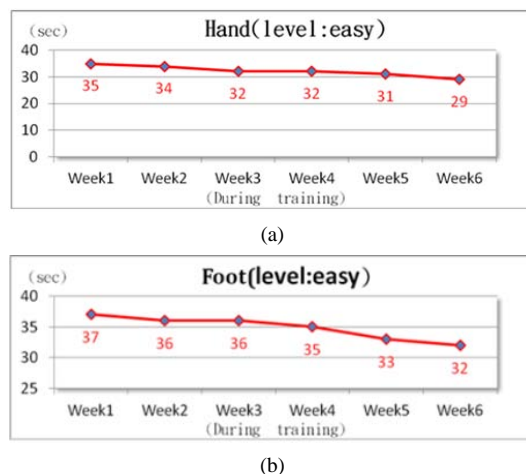 Hand(level:easy)
(sec)
40
30
20
10
0
35 34 32 32 31 29
Week1 Week2 Week3 Week4 Week5 Week6
(During training)
(a)
Foot(level:easy)
(sec)
40
35
30
25
37 36 36 35 33 32
Week1 Week2 Week3 Week4 Week5 Week6
(During training)
(b)